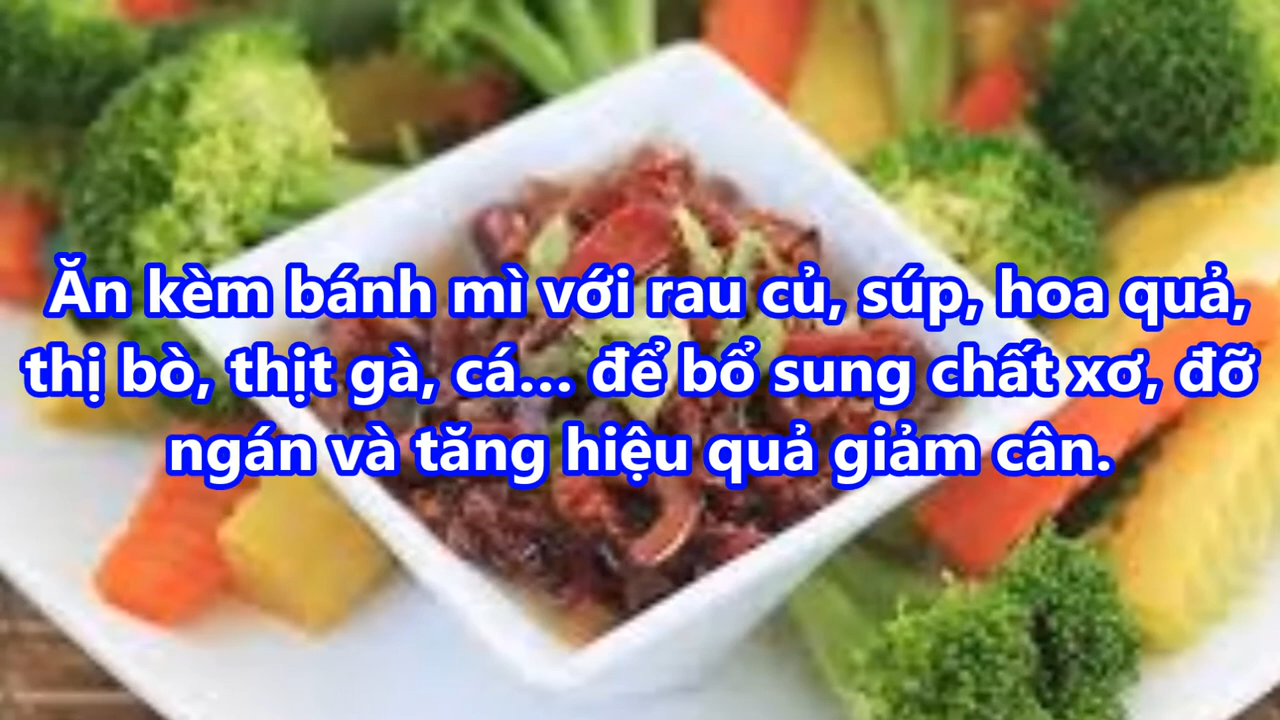 Ăn kèm bánh mì với rau củ, súp, hoa quả,
thị bò, thịt gà, cá... để bổ sung chất xơ, đỡ
ngán và tăng hiệu quả giảm cân.